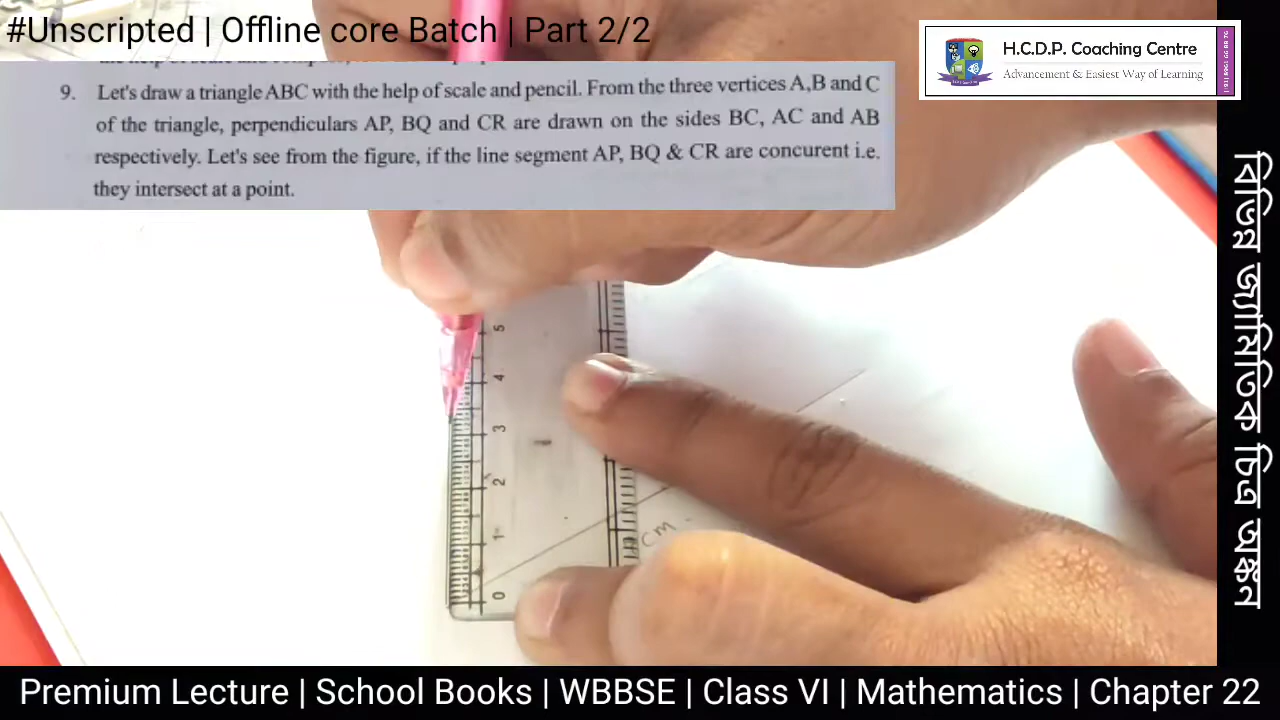 #Unscripted | Offline core Batch | Part 2/2
H.C.D.P. Coaching Centre
Advancement & Easiest Way of Learning
9. Let's draw a triangle ABC with the help of scale and pencil. From the three vertices A,B and C
of the triangle, perpendiculars AP, BQ and CR are drawn on the sides BC, AC and AB
respectively. Let's see from the figure, if the line segment AP, BQ & CR are concurent i.e.
they intersect at a point.
বিভিন্ন জ্যামিতিক চিত্র অঙ্কন
5
4
3
2
1
0
cm
Premium Lecture | School Books | WBBSE | Class VI | Mathematics | Chapter 22